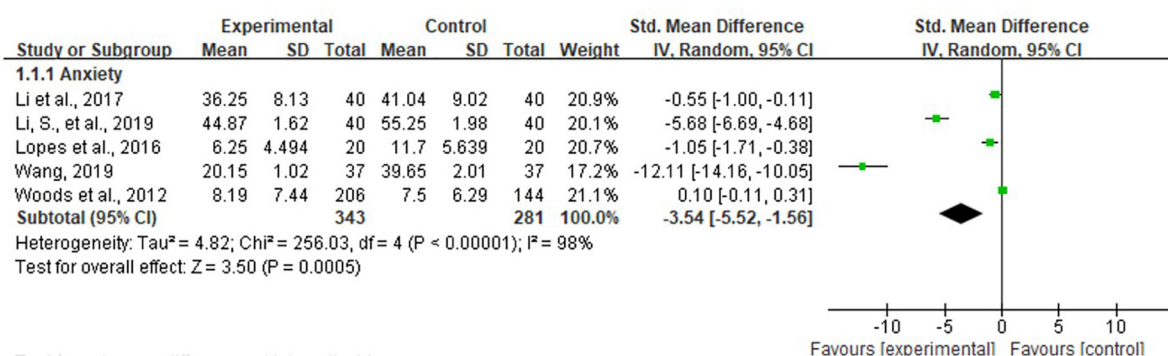 Experimental Control Std. Mean Difference Std. Mean Difference
Study or Subgroup Mean SD Total Mean SD Total Weight IV, Random, 95% CI IV, Random, 95% CI
1.1.1 Anxiety
Li et al., 2017 36.25 8.13 40 41.04 9.02 40 20.9% -0.55 [-1.00, -0.11]
Li, S., et al., 2019 44.87 1.62 40 55.25 1.98 40 20.1% -5.68 [-6.69, -4.68]
Lopes et al., 2016 6.25 4.494 20 11.7 5.639 20 20.7% -1.05 [-1.71, -0.38]
Wang, 2019 20.15 1.02 37 39.65 2.01 37 17.2% -12.11 [-14.16, -10.05]
Woods et al., 2012 8.19 7.44 206 7.5 6.29 144 21.1% 0.10 [-0.11, 0.31]
Subtotal (95% CI) 343 281 100.0% -3.54 [-5.52, -1.56]
Heterogeneity: Tau² = 4.82; Chi² = 256.03, df = 4 (P < 0.00001); I² = 98%
Test for overall effect: Z = 3.50 (P = 0.0005)
-10 -5 0 5 10
Favours [experimental] Favours [control]